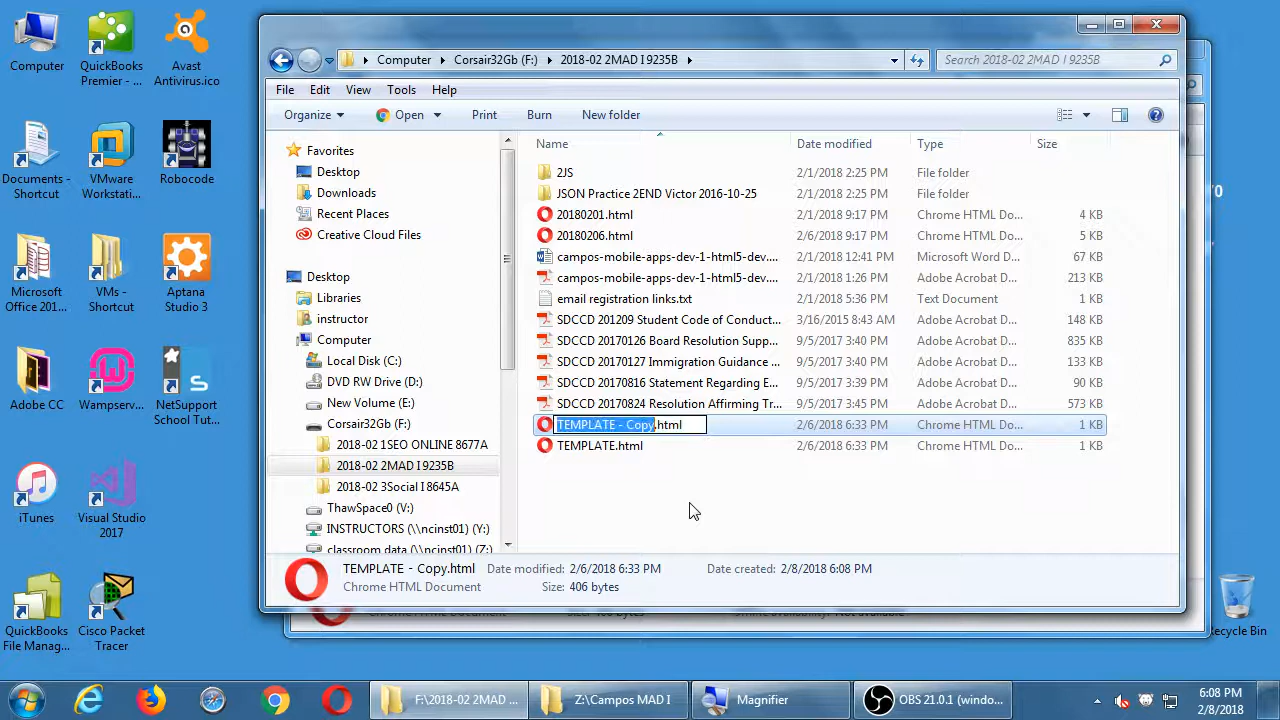 Computer
QuickBooks
Premier - ...
Avast
Antivirus.ico
Documents -
Shortcut
VMware
Workstati...
Robocode
Microsoft
Office 201...
VMs -
Shortcut
Aptana
Studio 3
Adobe CC
Wampserv...
NetSupport
School Tut...
iTunes
Visual Studio
2017
QuickBooks
File Manag...
Cisco Packet
Tracer
Recycle Bin
Computer
Corsair32Gb (F:)
2018-02 2MAD I 9235B
Search 2018-02 2MAD I 9235B
File Edit View Tools Help
Organize Open Print Burn New folder
Favorites
Desktop
Downloads
Recent Places
Creative Cloud Files
Desktop
Libraries
instructor
Computer
Local Disk (C:)
DVD RW Drive (D:)
New Volume (E:)
Corsair32Gb (F:)
2018-02 1SEO ONLINE 8677A
2018-02 2MAD I 9235B
2018-02 3Social I 8645A
ThawSpace0 (V:)
INSTRUCTORS (\\ncinst01) (Y:)
classroom data (\\ncinst01) (Z:)
Name Date modified Type Size
2JS 2/1/2018 2:25 PM File folder
JSON Practice 2END Victor 2016-10-25 2/1/2018 2:25 PM File folder
20180201.html 2/1/2018 9:17 PM Chrome HTML Do... 4 KB
20180206.html 2/6/2018 9:17 PM Chrome HTML Do... 5 KB
campos-mobile-apps-dev-1-html5-dev.... 2/1/2018 12:41 PM Microsoft Word D... 67 KB
campos-mobile-apps-dev-1-html5-dev.... 2/1/2018 1:26 PM Adobe Acrobat D... 213 KB
email registration links.txt 2/1/2018 5:36 PM Text Document 1 KB
SDCCD 201209 Student Code of Conduct... 3/16/2015 8:43 AM Adobe Acrobat D... 148 KB
SDCCD 20170126 Board Resolution Supp... 9/5/2017 3:40 PM Adobe Acrobat D... 835 KB
SDCCD 20170127 Immigration Guidance ... 9/5/2017 3:40 PM Adobe Acrobat D... 133 KB
SDCCD 20170816 Statement Regarding E... 9/5/2017 3:39 PM Adobe Acrobat D... 90 KB
SDCCD 20170824 Resolution Affirming Tr... 9/5/2017 3:45 PM Adobe Acrobat D... 573 KB
TEMPLATE - Copy.html 2/6/2018 6:33 PM Chrome HTML Do... 1 KB
TEMPLATE.html 2/6/2018 6:33 PM Chrome HTML Do... 1 KB
TEMPLATE - Copy.html Date modified: 2/6/2018 6:33 PM Date created: 2/8/2018 6:08 PM
Chrome HTML Document Size: 406 bytes
F:\2018-02 2MAD ...
Z:\Campos MAD I
Magnifier
OBS 21.0.1 (windo...
6:08 PM
2/8/2018